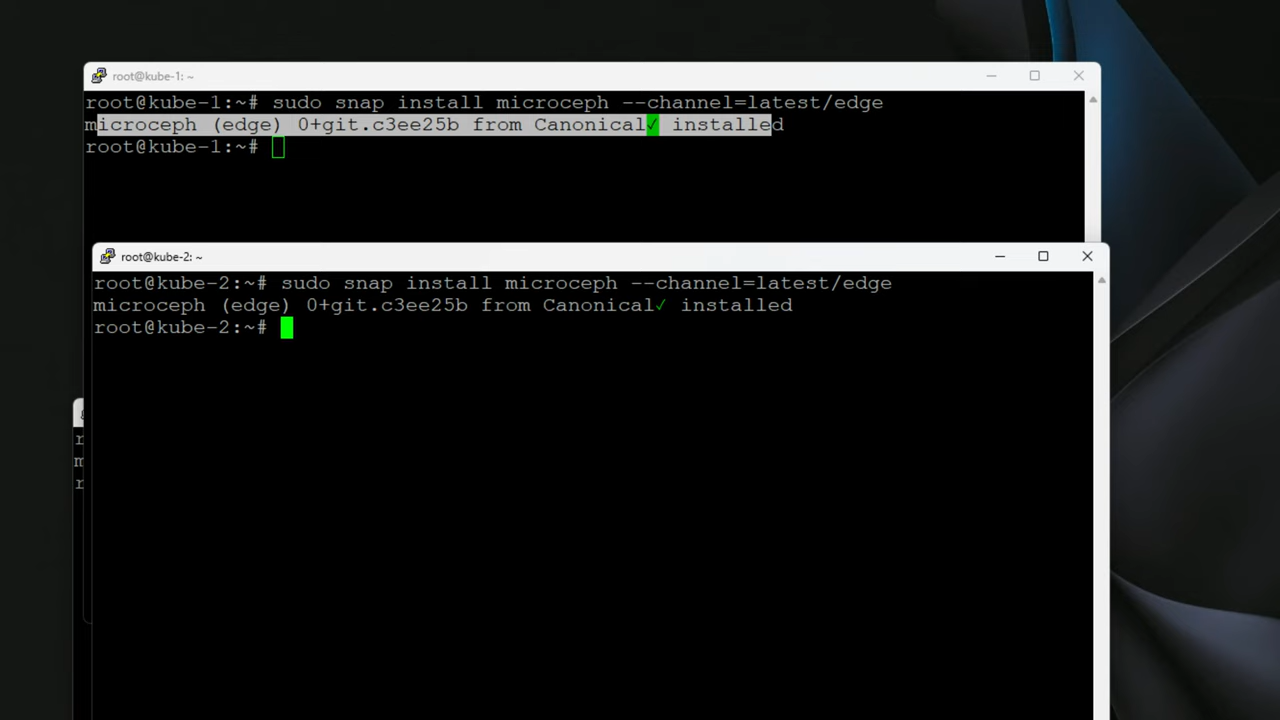 root@kube-1: ~
root@kube-1:~# sudo snap install microceph --channel=latest/edge
microceph (edge) 0+git.c3ee25b from Canonical✓ installed
root@kube-1:~#
root@kube-2: ~
root@kube-2:~# sudo snap install microceph --channel=latest/edge
microceph (edge) 0+git.c3ee25b from Canonical✓ installed
root@kube-2:~#
r
m
r